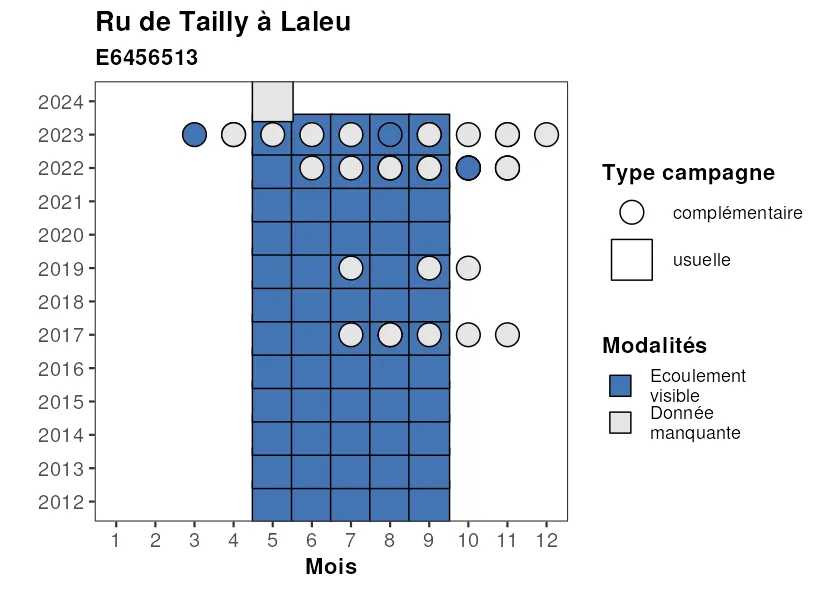 Ru de Tailly à Laleu
E6456513
2024
2023
2022
2021
2020
2019
2018
2017
2016
2015
2014
2013
2012
1 2 3 4 5 6 7 8 9 10 11 12
Mois
Type campagne
complémentaire
usuelle
Modalités
Ecoulement
visible
Donnée
manquante